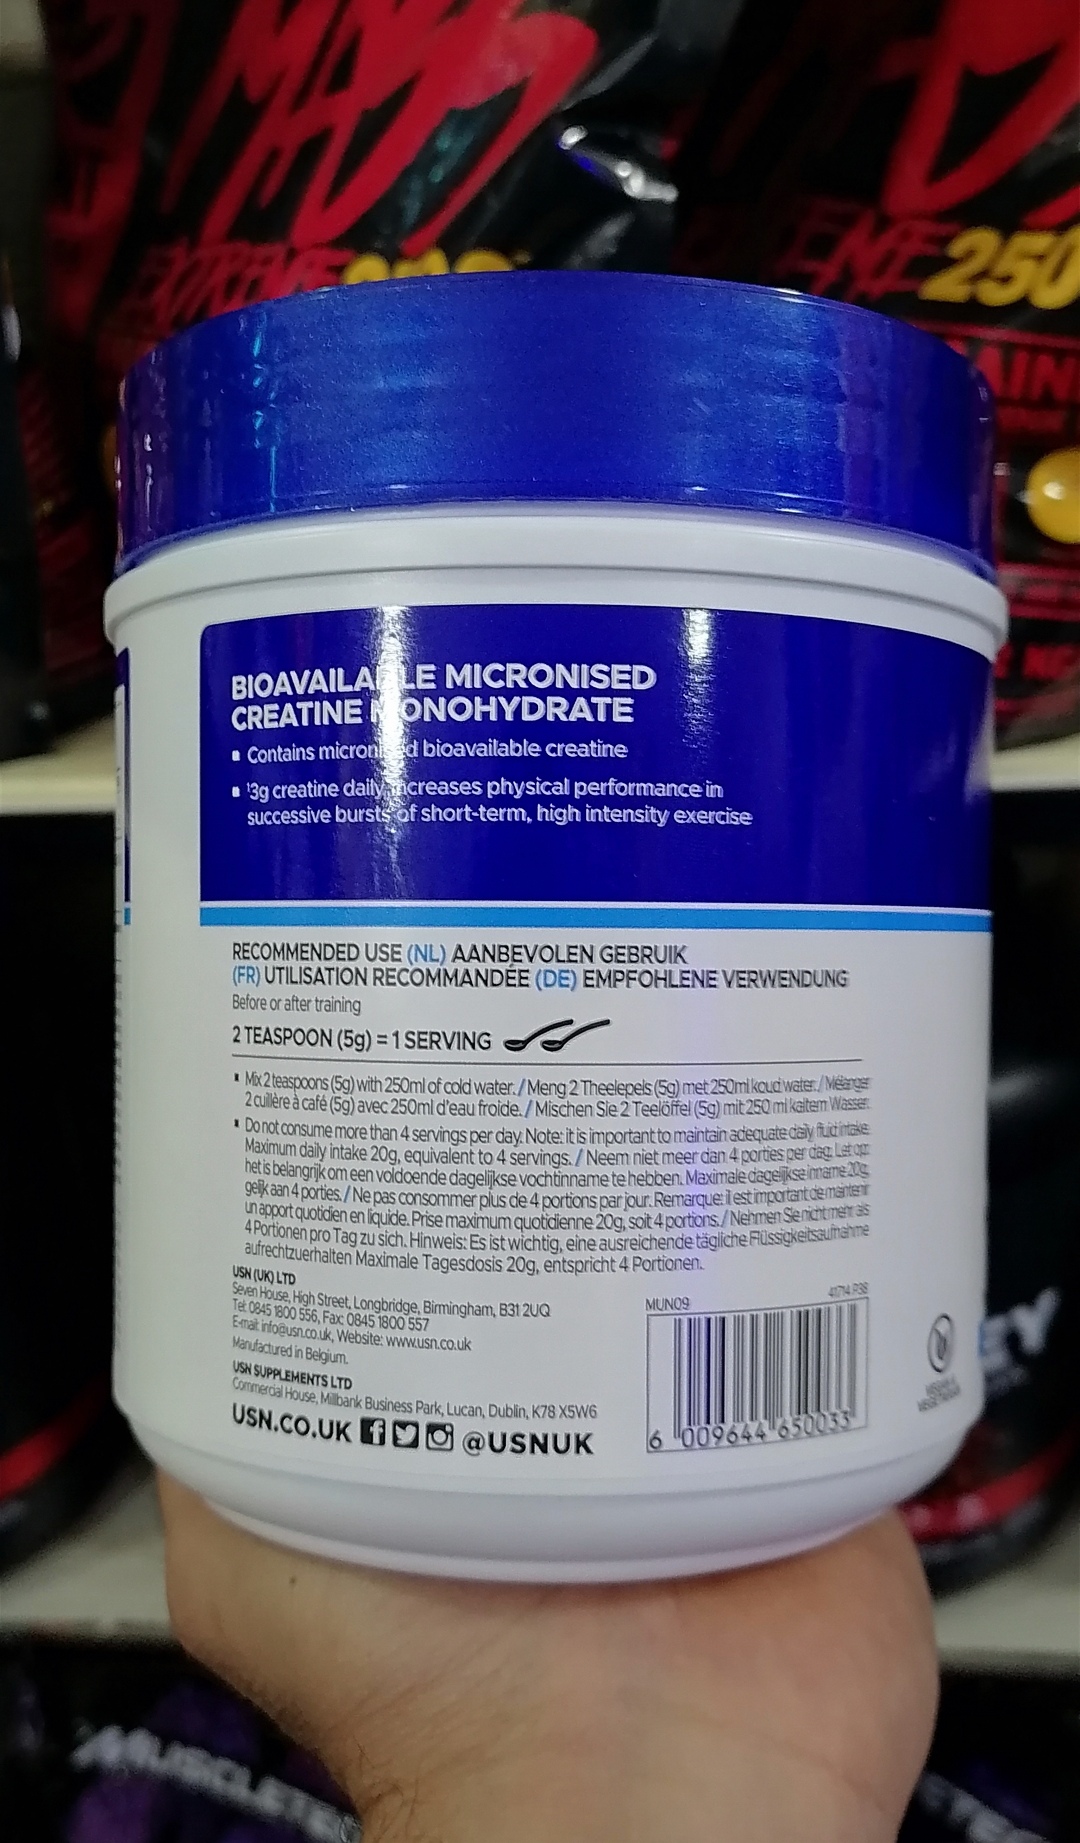 MASS
EXTREME 250
EXTREME 250
BIOAVAILABLE MICRONISED
CREATINE MONOHYDRATE
▪ Contains micronised bioavailable creatine
▪ ¹3g creatine daily increases physical performance in
successive bursts of short-term, high intensity exercise
RECOMMENDED USE (NL) AANBEVOLEN GEBRUIK
(FR) UTILISATION RECOMMANDÉE (DE) EMPFOHLENE VERWENDUNG
Before or after training
2 TEASPOON (5g) = 1 SERVING
▪ Mix 2 teaspoons (5g) with 250ml of cold water. / Meng 2 Theelepels (5g) met 250ml koud water. / Mélanger
2 cuillère à café (5g) avec 250ml d'eau froide. / Mischen Sie 2 Teelöffel (5g) mit 250 ml kaltem Wasser.
▪ Do not consume more than 4 servings per day. Note: it is important to maintain adequate daily fluid intake.
Maximum daily intake 20g, equivalent to 4 servings. / Neem niet meer dan 4 porties per dag. Let op:
het is belangrijk om een voldoende dagelijkse vochtinname te hebben. Maximale dagelijkse inname 20g,
gelijk aan 4 porties. / Ne pas consommer plus de 4 portions par jour. Remarque: il est important de maintenir
un apport quotidien en liquide. Prise maximum quotidienne 20g, soit 4 portions. / Nehmen Sie nicht mehr als
4 Portionen pro Tag zu sich. Hinweis: Es ist wichtig, eine ausreichende tägliche Flüssigkeitsaufnahme
aufrechtzuerhalten Maximale Tagesdosis 20g, entspricht 4 Portionen.
USN (UK) LTD
Seven House, High Street, Longbridge, Birmingham, B31 2UQ
Tel: 0845 1800 556, Fax: 0845 1800 557
E-mail: info@usn.co.uk, Website: www.usn.co.uk
Manufactured in Belgium.
USN SUPPLEMENTS LTD
Commercial House, Millbank Business Park, Lucan, Dublin, K78 X5W6
USN.CO.UK @USNUK
MUN09
41714 P36
6 009644 650033
MUSCLETE